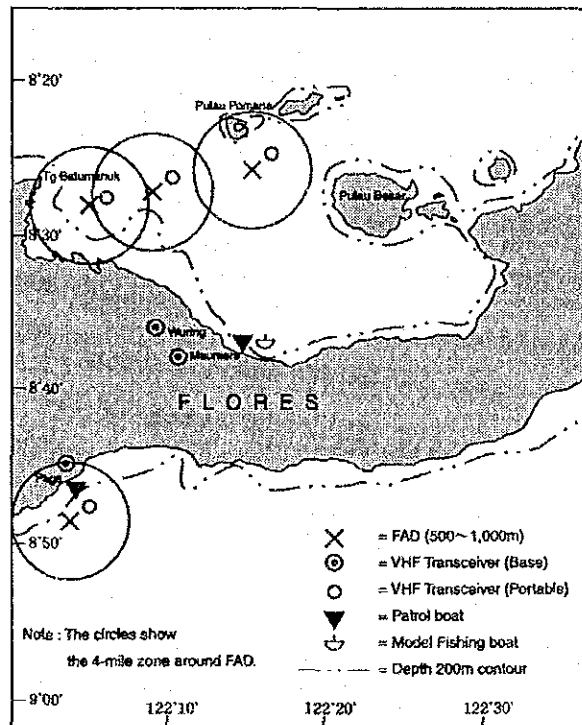 8°20'
Pulau Pomana
Tg Batumanuk
Pulau Besar
8°30'
Wuring
Maumere
8°40'
FLORES
8°50'
= FAD (500~1,000m)
= VHF Transceiver (Base)
= VHF Transceiver (Portable)
= Patrol boat
= Model Fishing boat
= Depth 200m contour
Note : The circles show
the 4-mile zone around FAD.
9°00'
122°10'
122°20'
122°30'